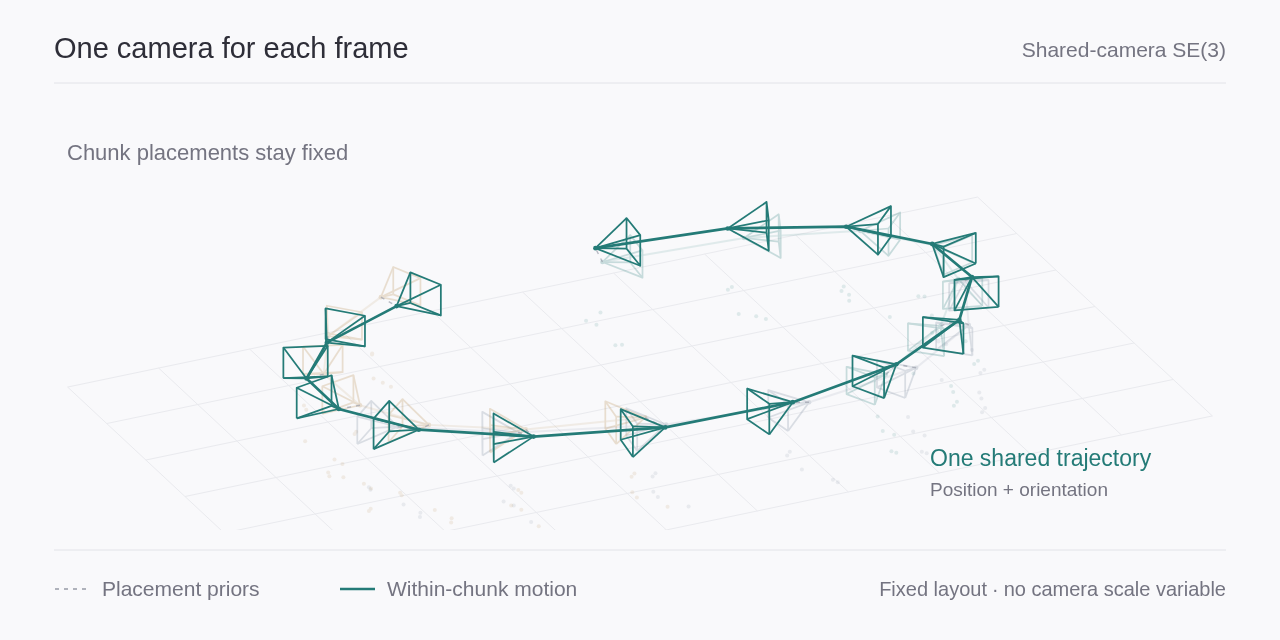 One camera for each frame
Shared-camera SE(3)
Chunk placements stay fixed
One shared trajectory
Position + orientation
Placement priors
Within-chunk motion
Fixed layout · no camera scale variable